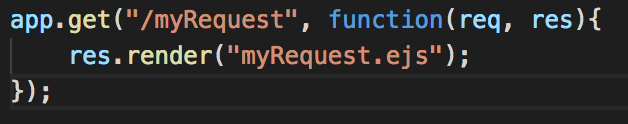 app.get("/myRequest", function(req, res){
    res.render("myRequest.ejs");
});